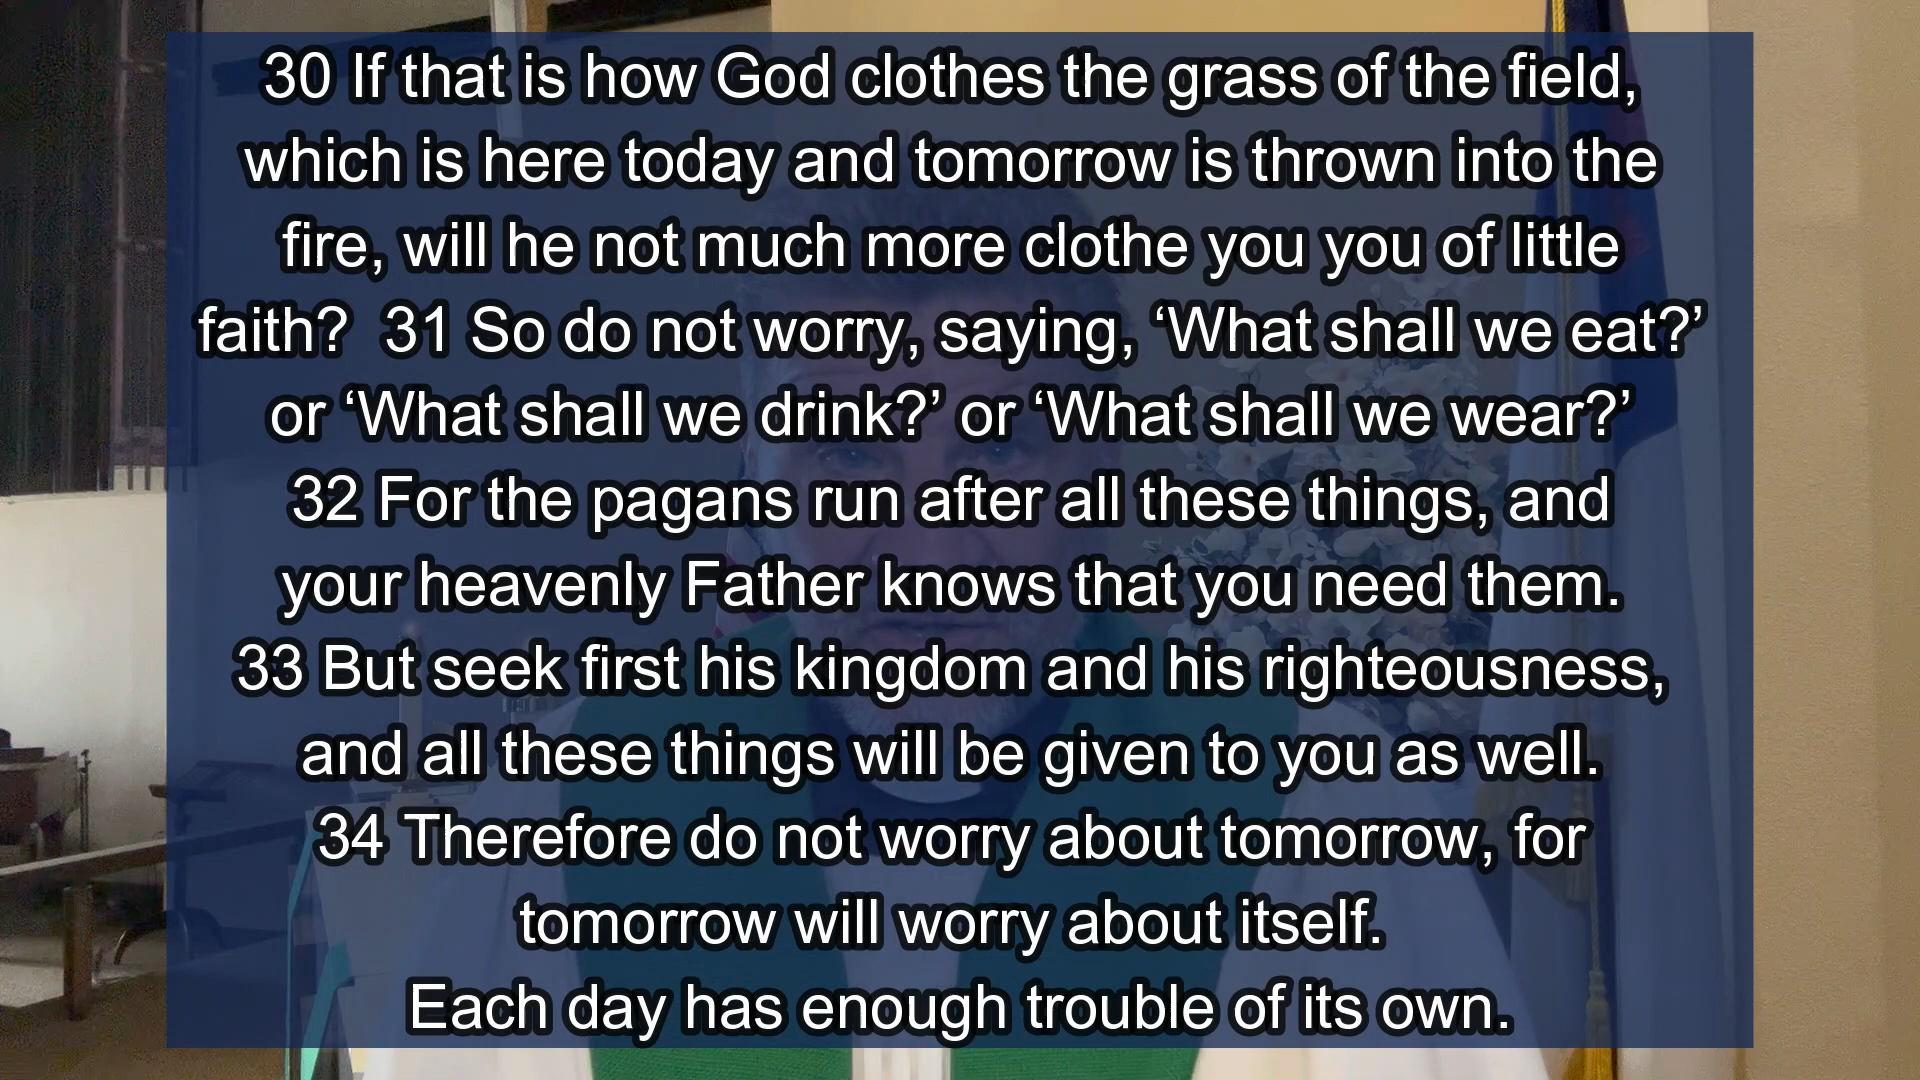 30 If that is how God clothes the grass of the field,
which is here today and tomorrow is thrown into the
fire, will he not much more clothe you you of little
faith?  31 So do not worry, saying, ‘What shall we eat?’
or ‘What shall we drink?’ or ‘What shall we wear?’
32 For the pagans run after all these things, and
your heavenly Father knows that you need them.
33 But seek first his kingdom and his righteousness,
and all these things will be given to you as well.
34 Therefore do not worry about tomorrow, for
tomorrow will worry about itself.
Each day has enough trouble of its own.